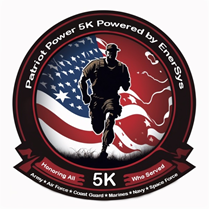 Patriot Power 5K Powered by EnerSys
Honoring All
5K
Who Served
Army • Air Force • Coast Guard • Marines • Navy • Space Force